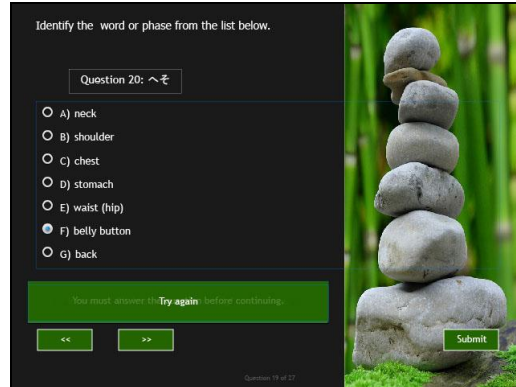 Identify the word or phase from the list below.
Question 20: へそ
A) neck
B) shoulder
C) chest
D) stomach
E) waist (hip)
F) belly button
G) back
You must answer the before continuing.
Try again
<<
>>
Submit
Question 19 of 27